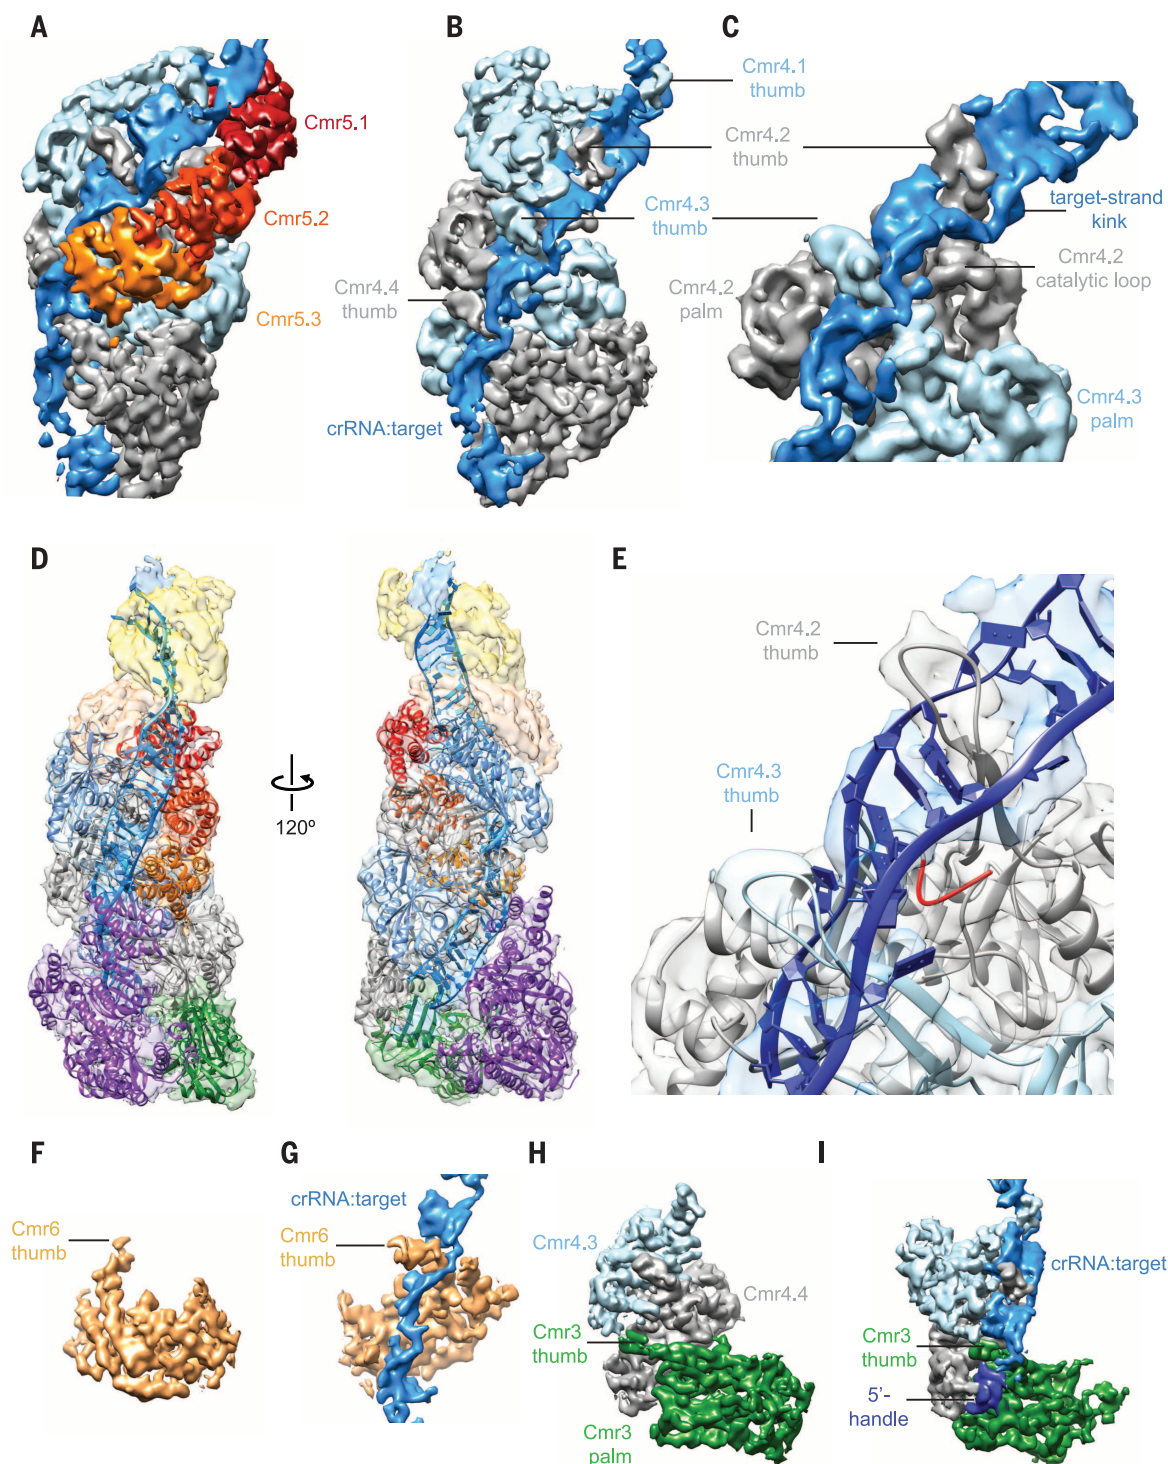 A
B
C
Cmr5.1
Cmr5.2
Cmr5.3
Cmr4.1
thumb
Cmr4.2
thumb
Cmr4.3
thumb
Cmr4.4
thumb
crRNA:target
target-strand
kink
Cmr4.2
catalytic loop
Cmr4.2
palm
Cmr4.3
palm
D
120º
E
Cmr4.2
thumb
Cmr4.3
thumb
F
Cmr6
thumb
G
crRNA:target
Cmr6
thumb
H
Cmr4.3
Cmr4.4
Cmr3
thumb
Cmr3
palm
I
crRNA:target
Cmr3
thumb
5’-
handle